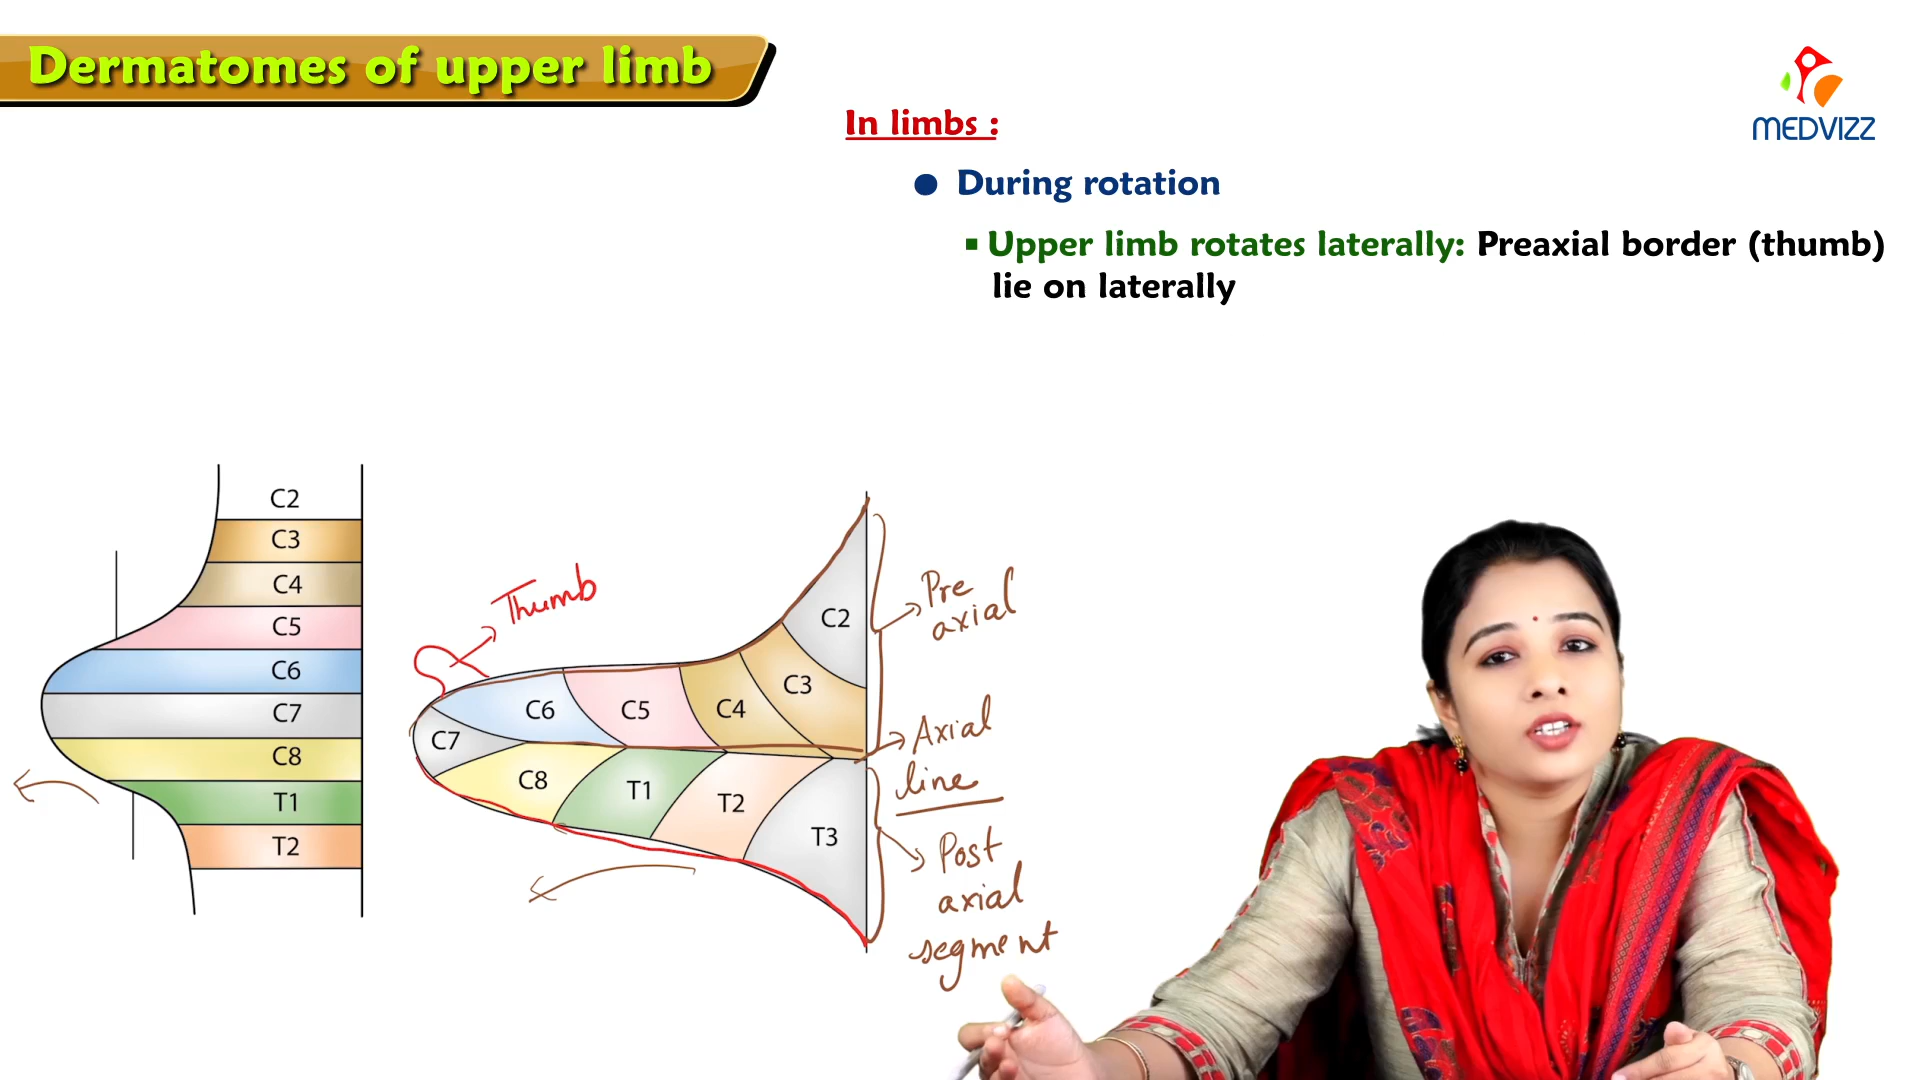 Dermatomes of upper limb
MEDVIZZ
In limbs :
● During rotation
▪ Upper limb rotates laterally: Preaxial border (thumb)
lie on laterally
C2
C3
C4
C5
C6
C7
C8
T1
T2
Thumb
C2
C3
C4
C5
C6
C7
C8
T1
T2
T3
Pre
axial
Axial
line
Post
axial
segment